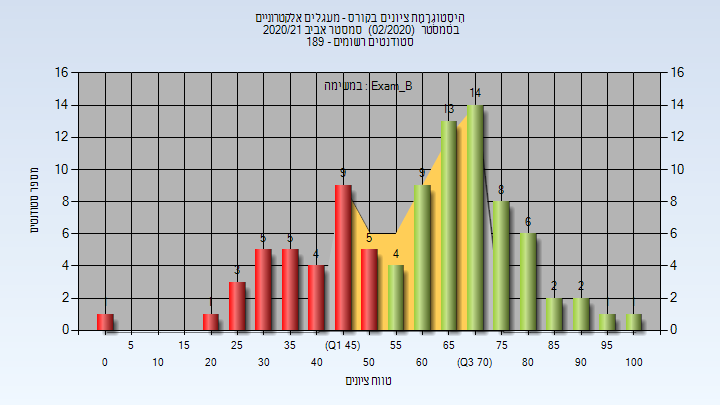 הִיסְטוֹגְרָמַת ציונים בקורס - מעגלים אלקטרוניים
בסמסטר (02/2020) סמסטר אביב 2020/21
סטודנטים רשומים - 189
במשימה : Exam_B
16 16
14 14
12 12
10 10
8 8
6 6
4 4
2 2
0 0
1 1 3 5 5 4 9 5 4 9 13 14 8 6 2 2 1 1
מספר סטודנטים
5 15 25 35 (Q1 45) 55 65 75 85 95
0 10 20 30 40 50 60 (Q3 70) 80 90 100
טווח ציונים